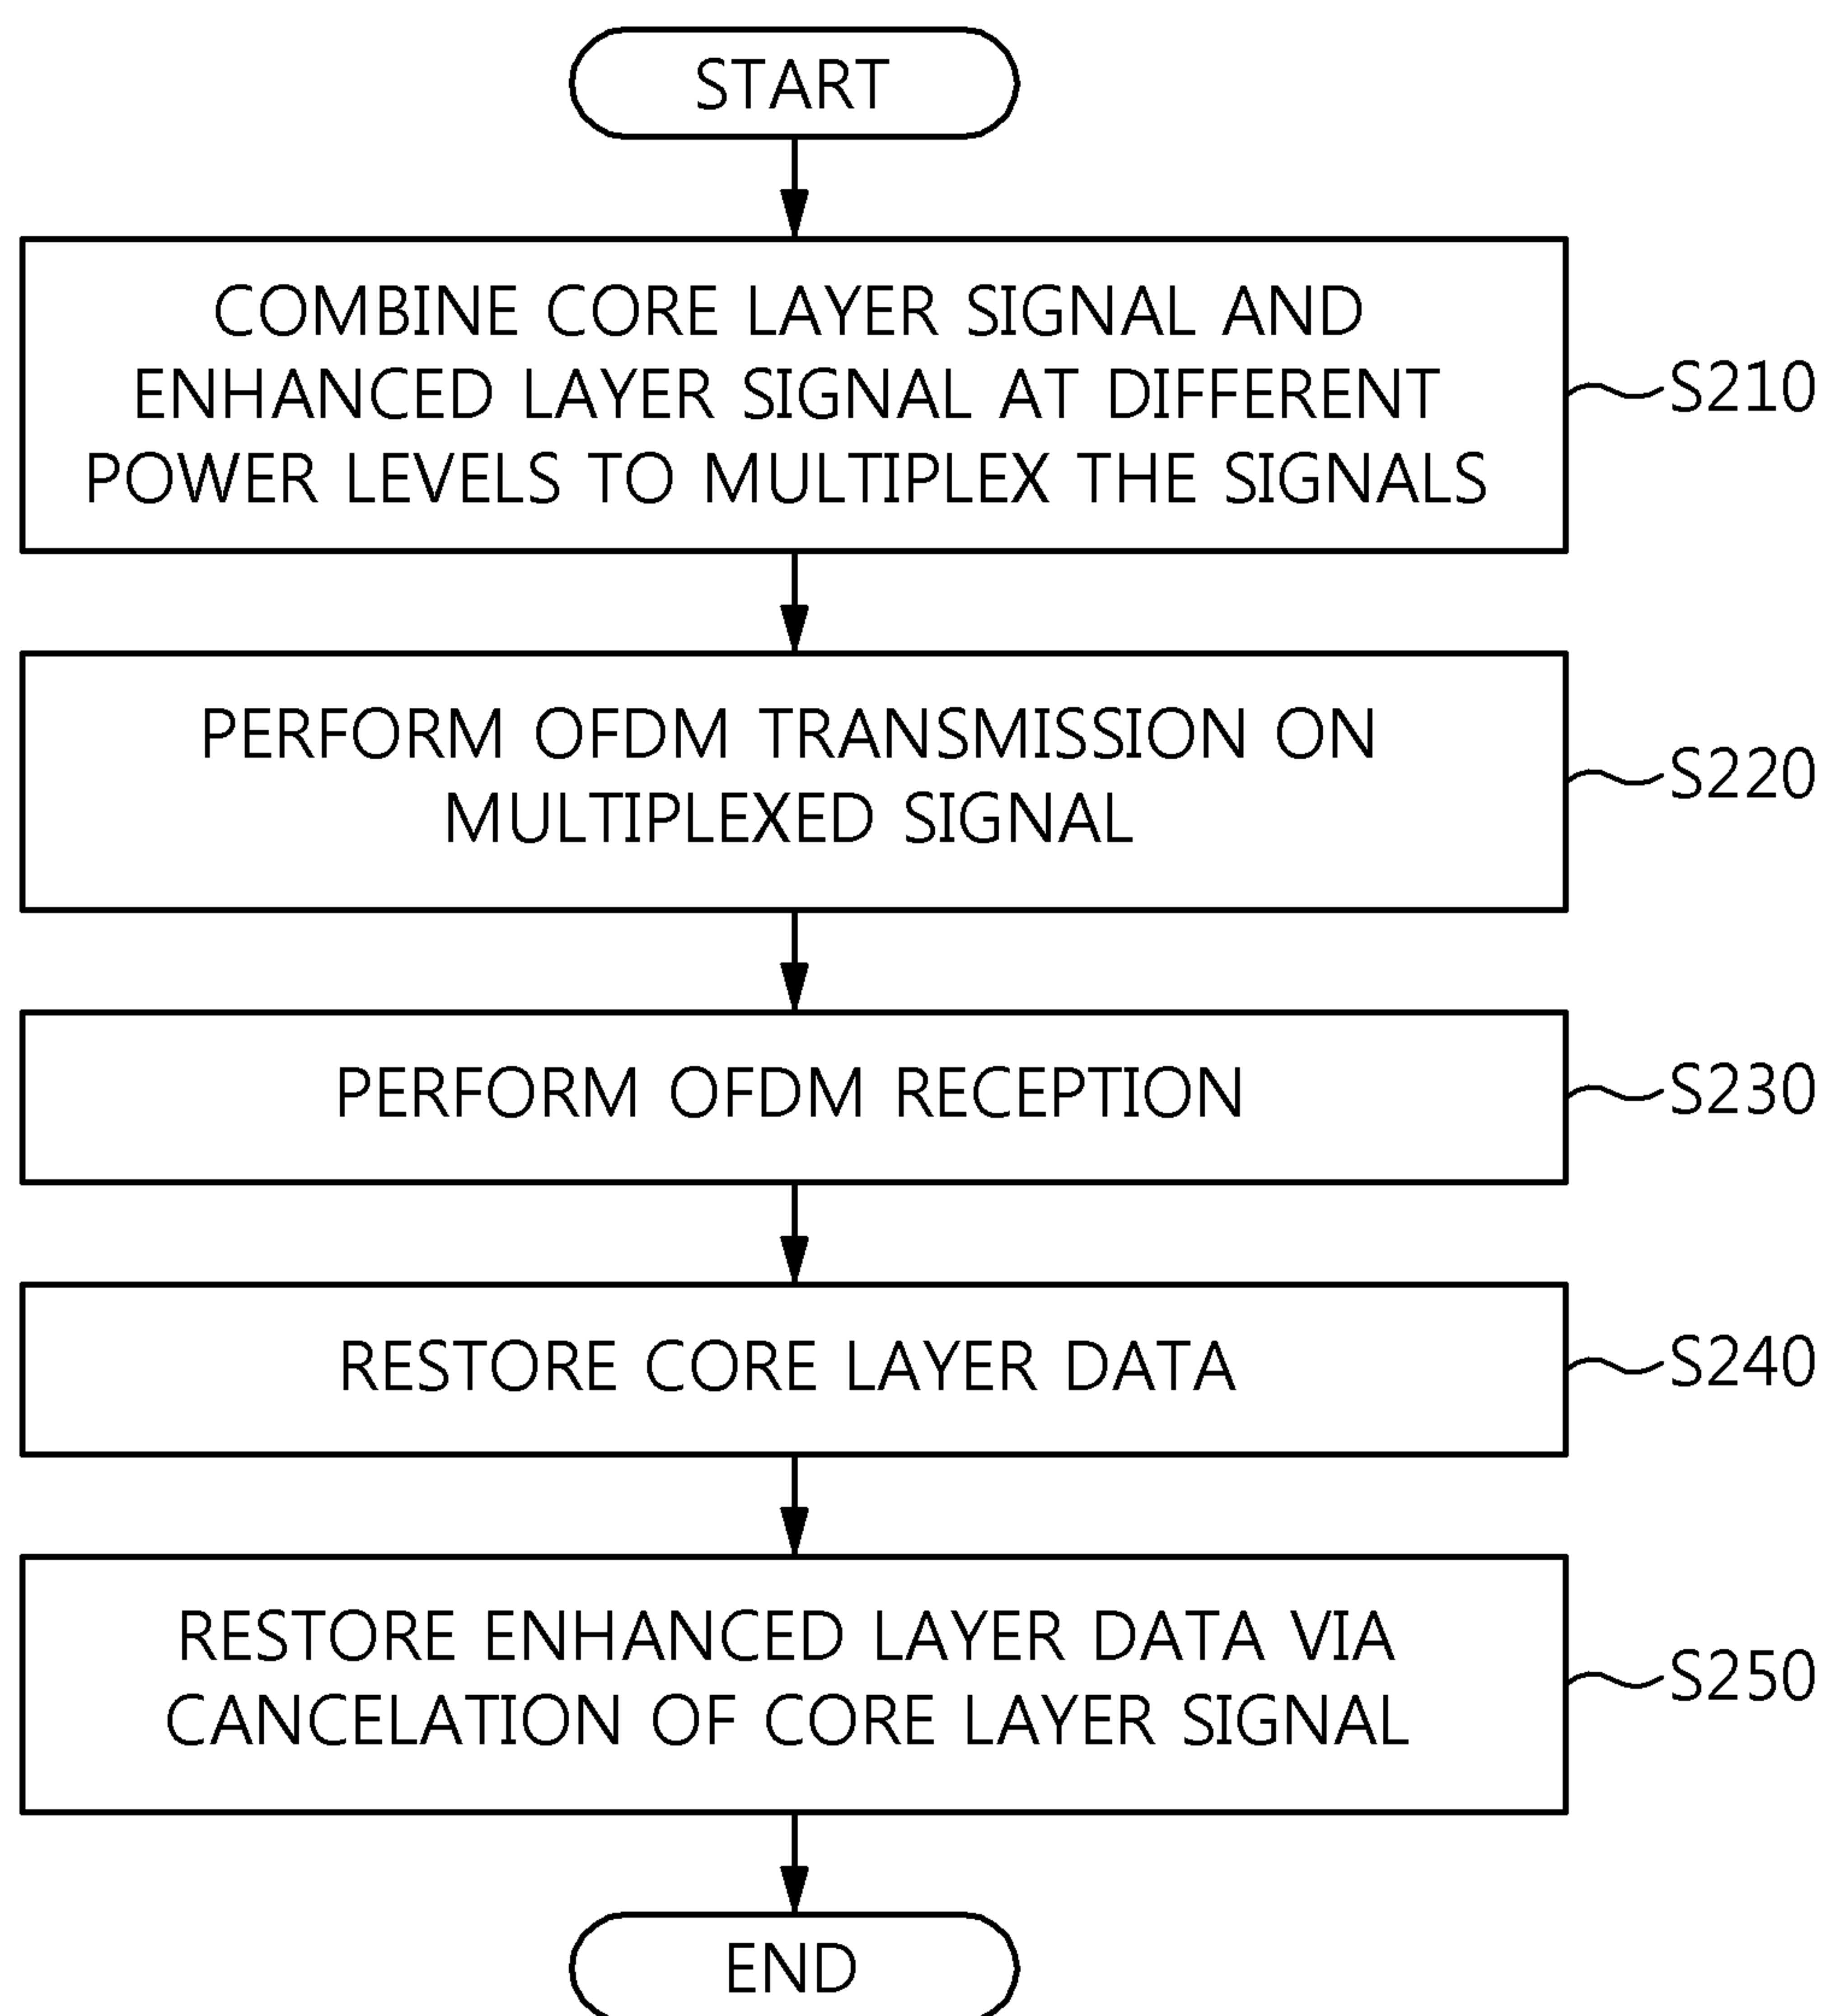 START
COMBINE CORE LAYER SIGNAL AND
ENHANCED LAYER SIGNAL AT DIFFERENT
POWER LEVELS TO MULTIPLEX THE SIGNALS
S210
PERFORM OFDM TRANSMISSION ON
MULTIPLEXED SIGNAL
S220
PERFORM OFDM RECEPTION
S230
RESTORE CORE LAYER DATA
S240
RESTORE ENHANCED LAYER DATA VIA
CANCELATION OF CORE LAYER SIGNAL
S250
END